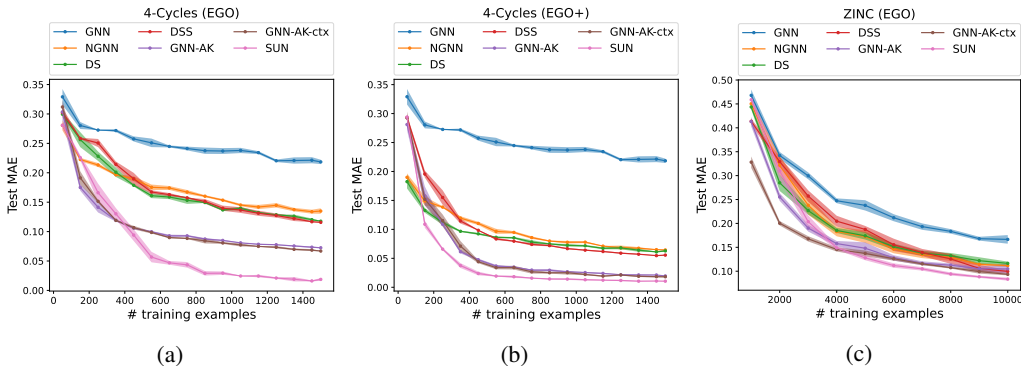 4-Cycles (EGO)
GNN DSS GNN-AK-ctx
NGNN GNN-AK SUN
DS
Test MAE
0.35
0.30
0.25
0.20
0.15
0.10
0.05
0.00
0 200 400 600 800 1000 1200 1400
# training examples
(a)
4-Cycles (EGO+)
GNN DSS GNN-AK-ctx
NGNN GNN-AK SUN
DS
Test MAE
0.35
0.30
0.25
0.20
0.15
0.10
0.05
0.00
0 200 400 600 800 1000 1200 1400
# training examples
(b)
ZINC (EGO)
GNN DSS GNN-AK-ctx
NGNN GNN-AK SUN
DS
Test MAE
0.50
0.45
0.40
0.35
0.30
0.25
0.20
0.15
0.10
2000 4000 6000 8000 10000
# training examples
(c)